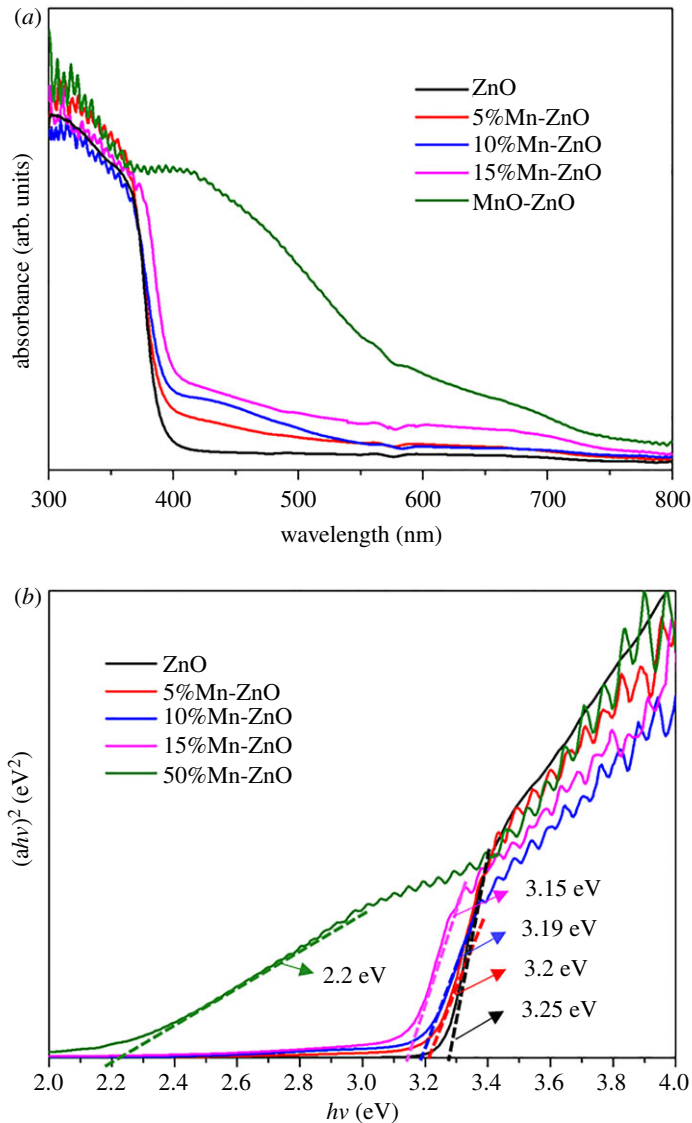 (a)
ZnO
5%Mn-ZnO
10%Mn-ZnO
15%Mn-ZnO
MnO-ZnO
absorbance (arb. units)
300 400 500 600 700 800
wavelength (nm)
(b)
ZnO
5%Mn-ZnO
10%Mn-ZnO
15%Mn-ZnO
50%Mn-ZnO
(ahv)² (eV²)
3.15 eV
3.19 eV
2.2 eV
3.2 eV
3.25 eV
2.0 2.2 2.4 2.6 2.8 3.0 3.2 3.4 3.6 3.8 4.0
hv (eV)